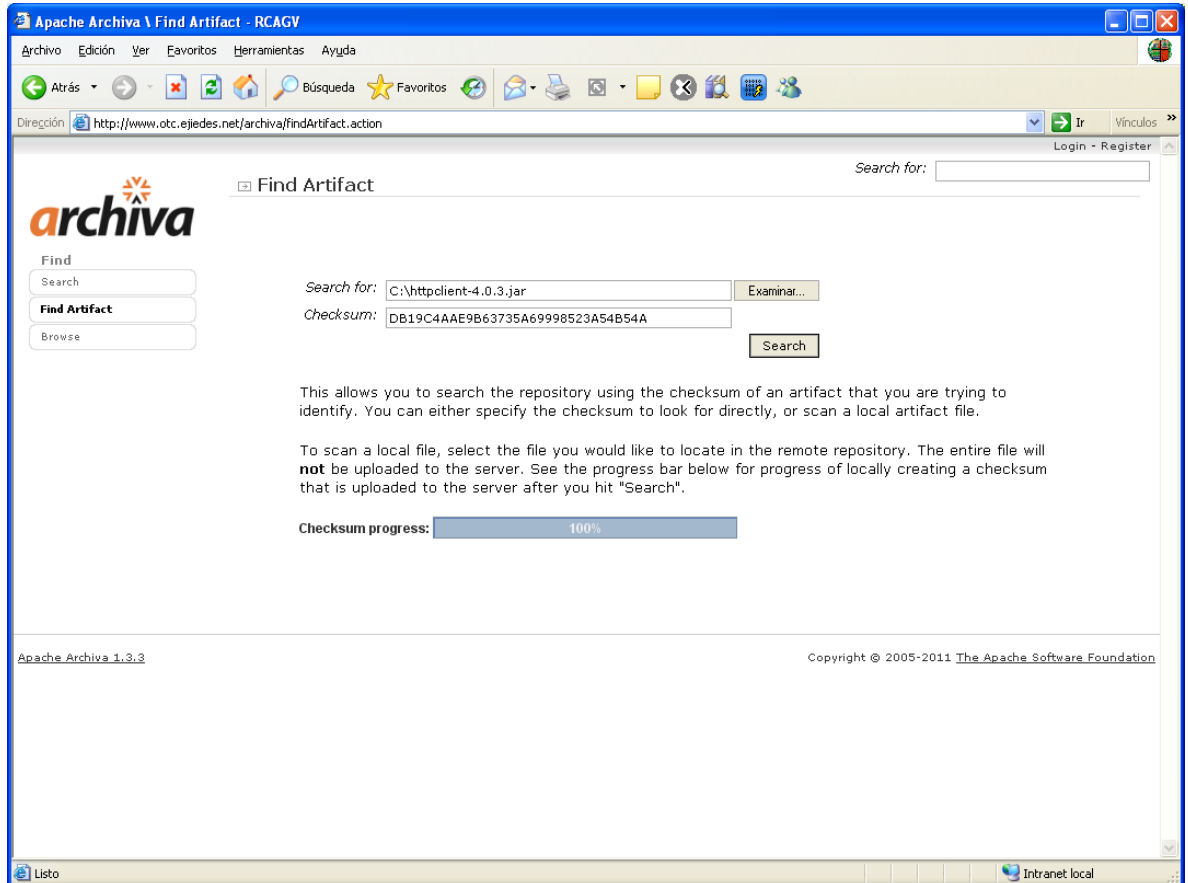 Apache Archiva \ Find Artifact - RCAGV
Archivo Edición Ver Favoritos Herramientas Ayuda
Atrás Búsqueda Favoritos
Dirección http://www.otc.ejiedes.net/archiva/findArtifact.action Ir Vínculos »
Login - Register
Search for:
archiva
Find Artifact
Find
Search
Find Artifact
Browse
Search for: C:\httpclient-4.0.3.jar Examinar...
Checksum: DB19C4AAE9B63735A69998523A54B54A
Search
This allows you to search the repository using the checksum of an artifact that you are trying to
identify. You can either specify the checksum to look for directly, or scan a local artifact file.
To scan a local file, select the file you would like to locate in the remote repository. The entire file will
not be uploaded to the server. See the progress bar below for progress of locally creating a checksum
that is uploaded to the server after you hit "Search".
Checksum progress: 100%
Apache Archiva 1.3.3 Copyright © 2005-2011 The Apache Software Foundation
Listo Intranet local